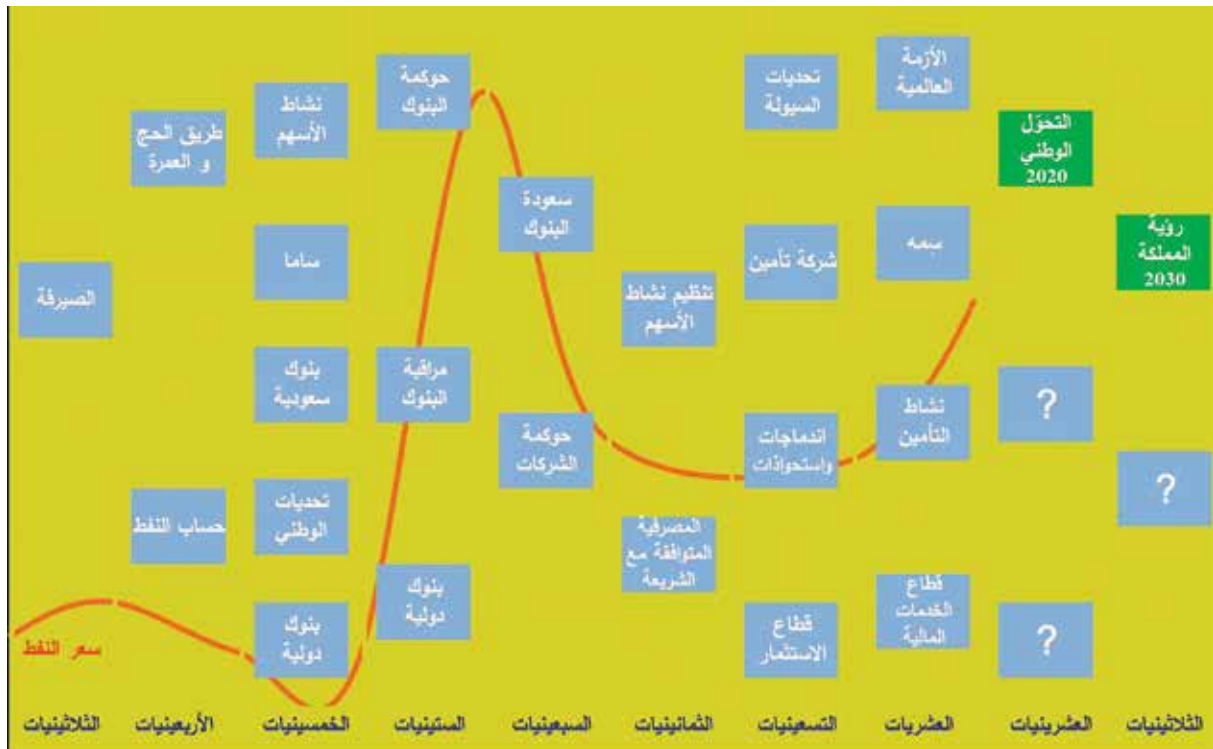 الصيرفة
سعر النفط
الثلاثينيات
طريق الحج
و العمرة
حساب النفط
الأربعينيات
نشاط
الأسهم
ساما
بنوك
سعودية
تحديات
الوطني
بنوك
دولية
الخمسينيات
حوكمة
البنوك
مراقبة
البنوك
بنوك
دولية
الستينيات
سعودة
البنوك
حوكمة
الشركات
السبعينيات
تنظيم نشاط
الأسهم
المصرفية
المتوافقة مع
الشريعة
الثمانينيات
تحديات
السيولة
شركة تأمين
اندماجات
واستحواذات
قطاع
الاستثمار
التسعينيات
الأزمة
العالمية
سمه
نشاط
التأمين
قطاع
الخدمات
المالية
العشريات
التحوّل
الوطني
2020
?
?
العشرينيات
رؤية
المملكة
2030
?
الثلاثينيات